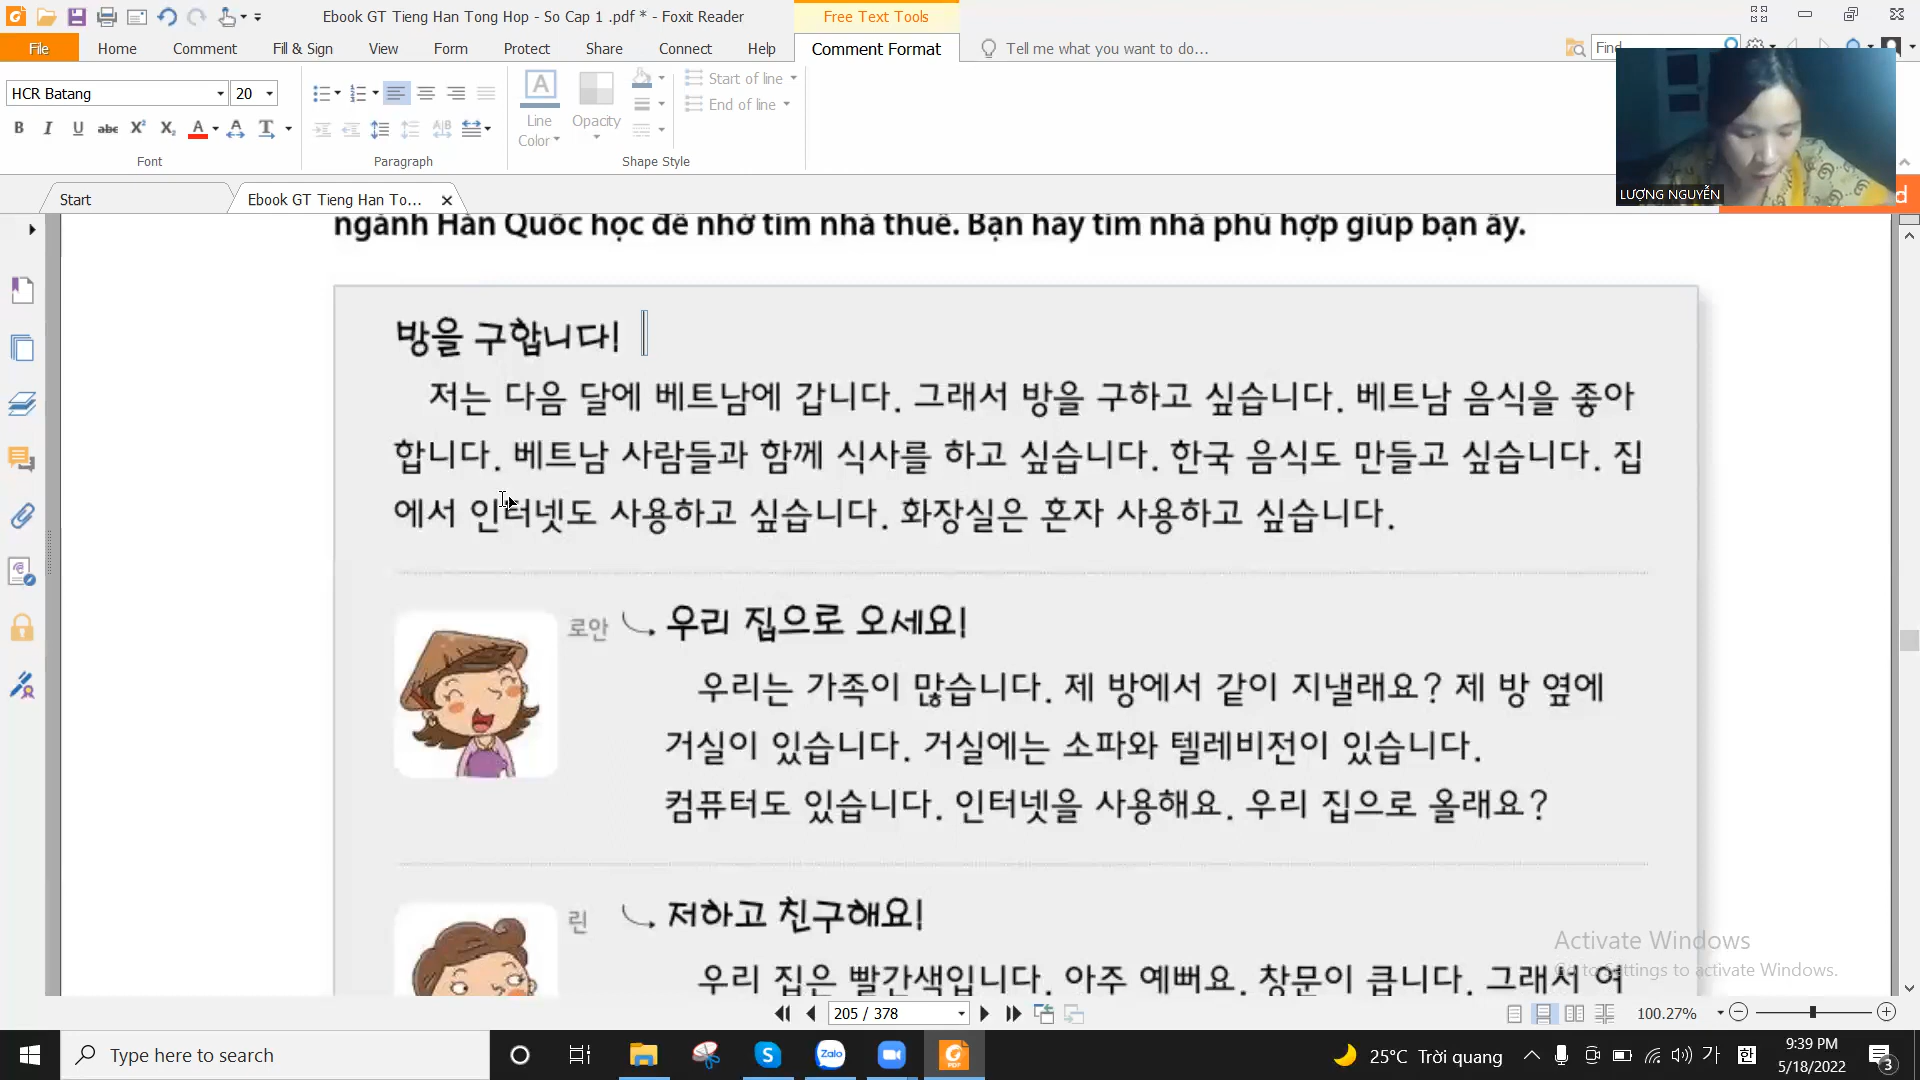 Ebook GT Tieng Han Tong Hop - So Cap 1 .pdf * - Foxit Reader
Free Text Tools
File Home Comment Fill & Sign View Form Protect Share Connect Help Comment Format Tell me what you want to do... Find
HCR Batang 20
Start of line
End of line
Line Color
Opacity
B I U abc X² X₂ A A T
Font Paragraph Shape Style
LƯỢNG NGUYỄN
Start
Ebook GT Tieng Han To...
ngành Hàn Quốc học để nhờ tìm nhà thuê. Bạn hãy tìm nhà phù hợp giúp bạn ấy.
방을 구합니다!
저는 다음 달에 베트남에 갑니다. 그래서 방을 구하고 싶습니다. 베트남 음식을 좋아
합니다. 베트남 사람들과 함께 식사를 하고 싶습니다. 한국 음식도 만들고 싶습니다. 집
에서 인터넷도 사용하고 싶습니다. 화장실은 혼자 사용하고 싶습니다.
로안 우리 집으로 오세요!
우리는 가족이 많습니다. 제 방에서 같이 지낼래요? 제 방 옆에
거실이 있습니다. 거실에는 소파와 텔레비전이 있습니다.
컴퓨터도 있습니다. 인터넷을 사용해요. 우리 집으로 올래요?
린 저하고 친구해요!
우리 집은 빨간색입니다. 아주 예뻐요. 창문이 큽니다. 그래서 여
Activate Windows
Go to Settings to activate Windows.
205 / 378
100.27%
Type here to search
Zalo
25°C Trời quang
가 한
9:39 PM
5/18/2022
3